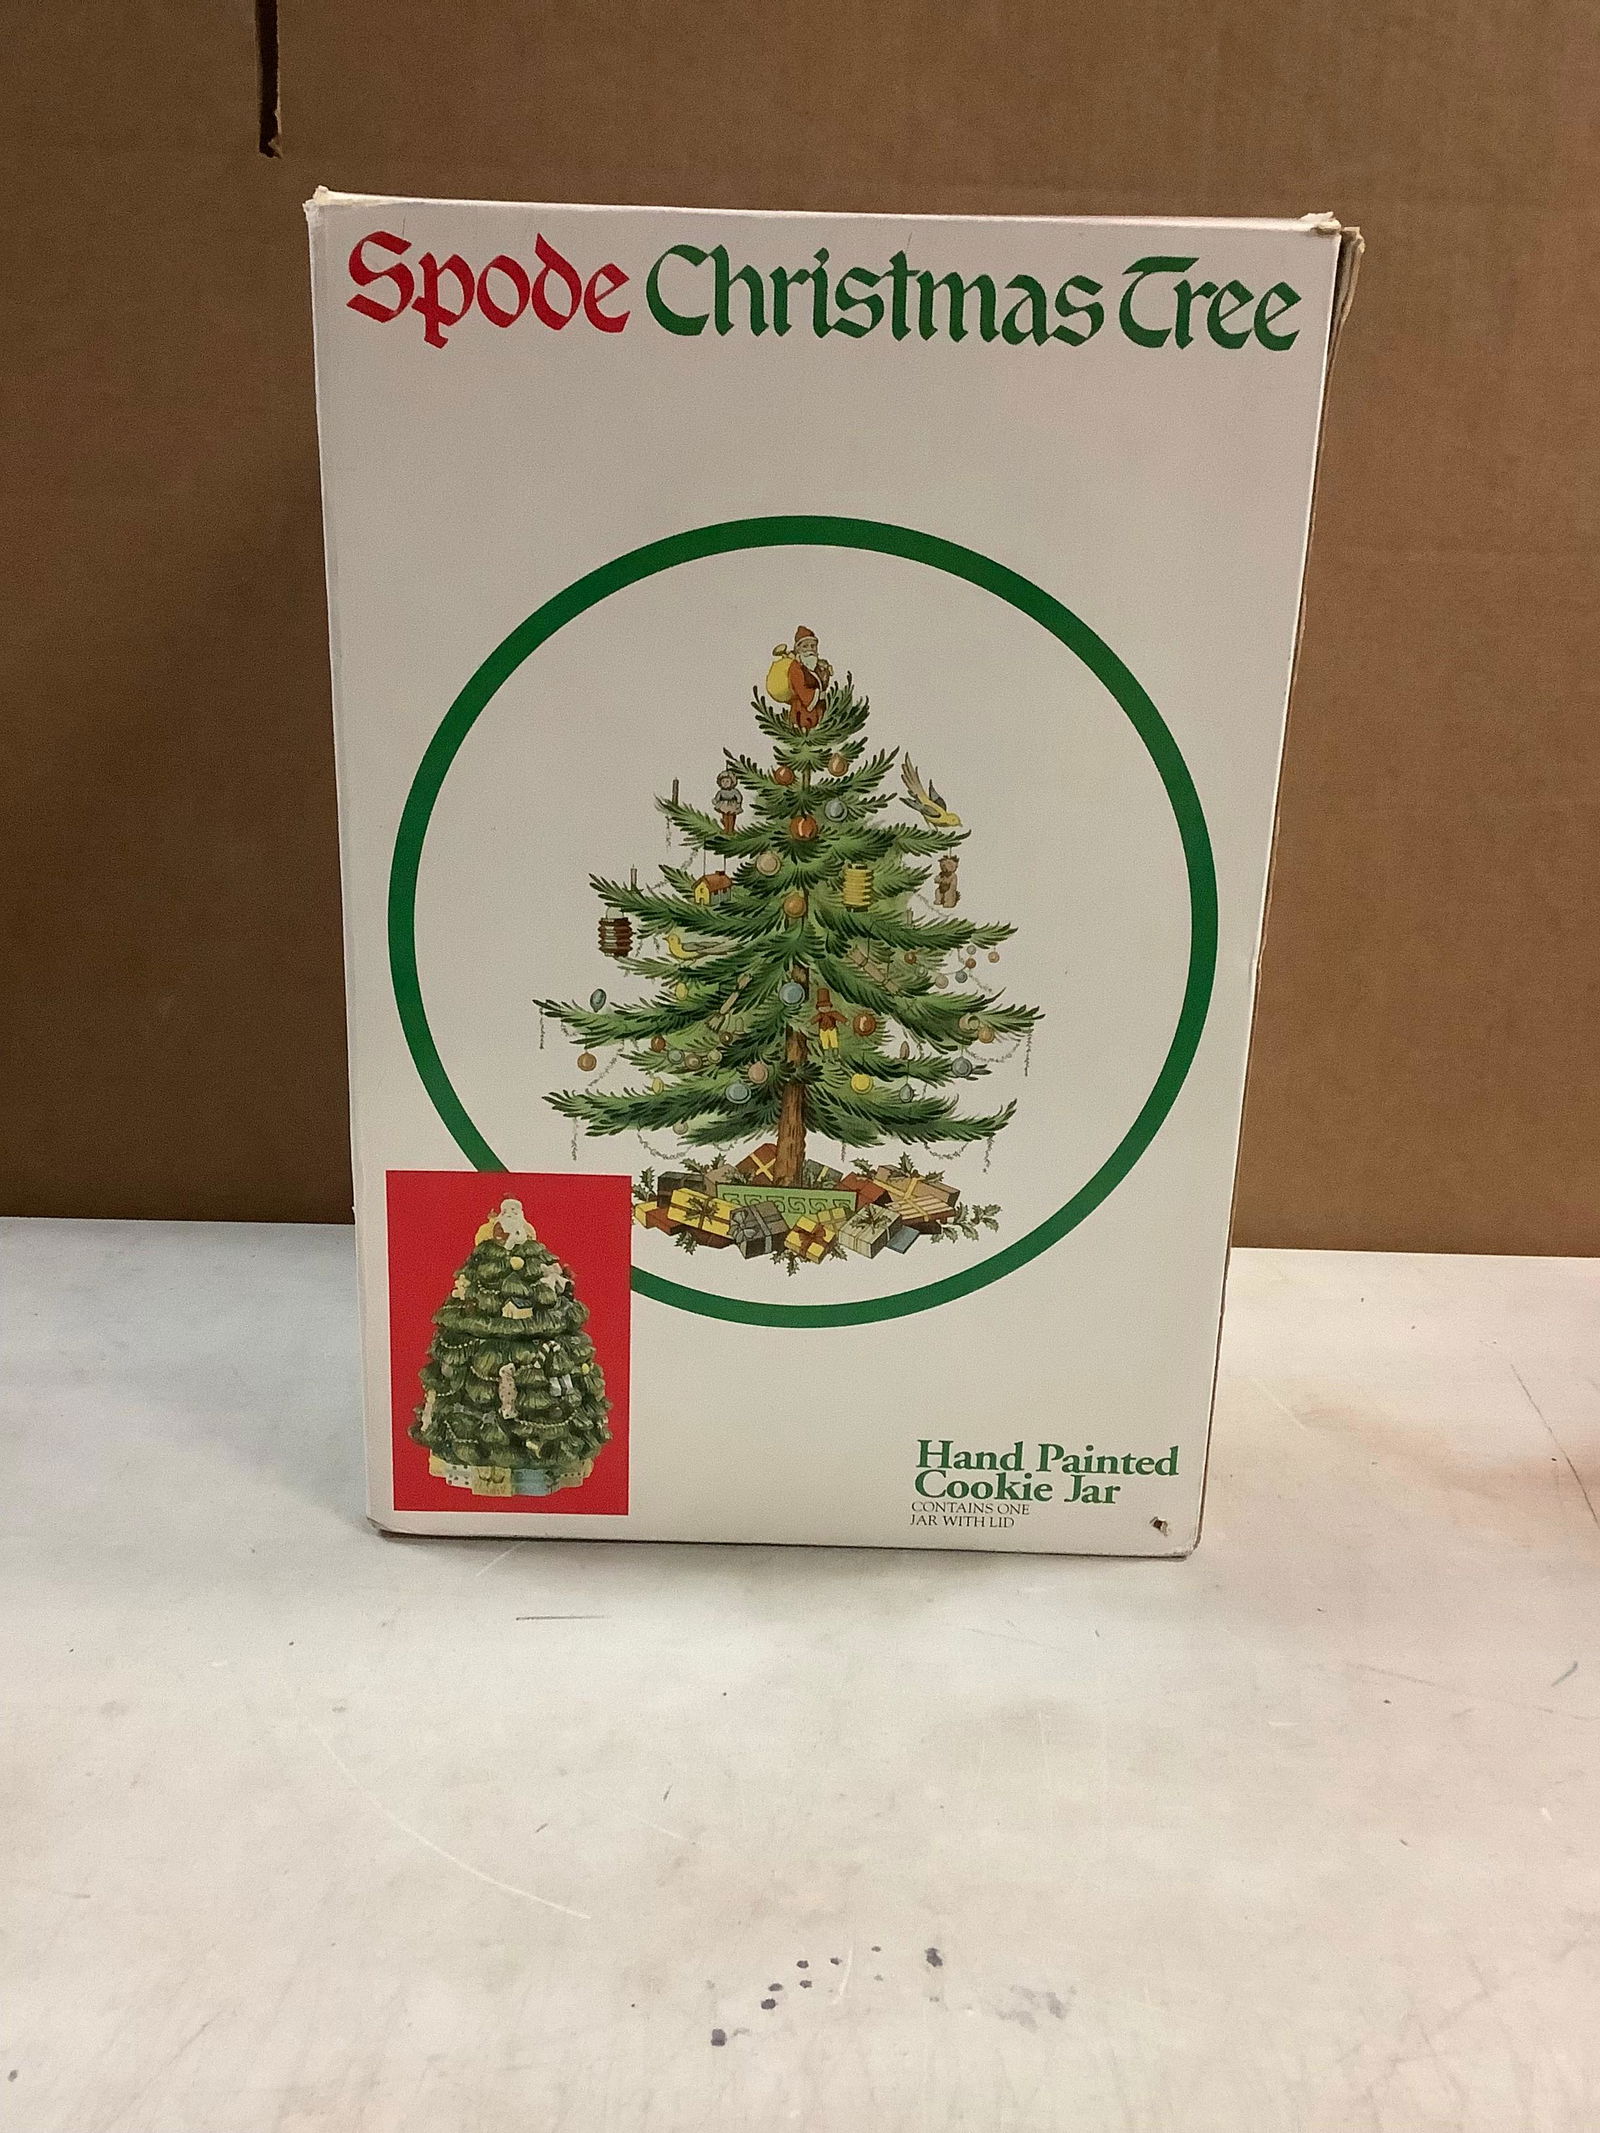 Spode Christmas Tree
Hand Painted
Cookie Jar
CONTAINS ONE
JAR WITH LID